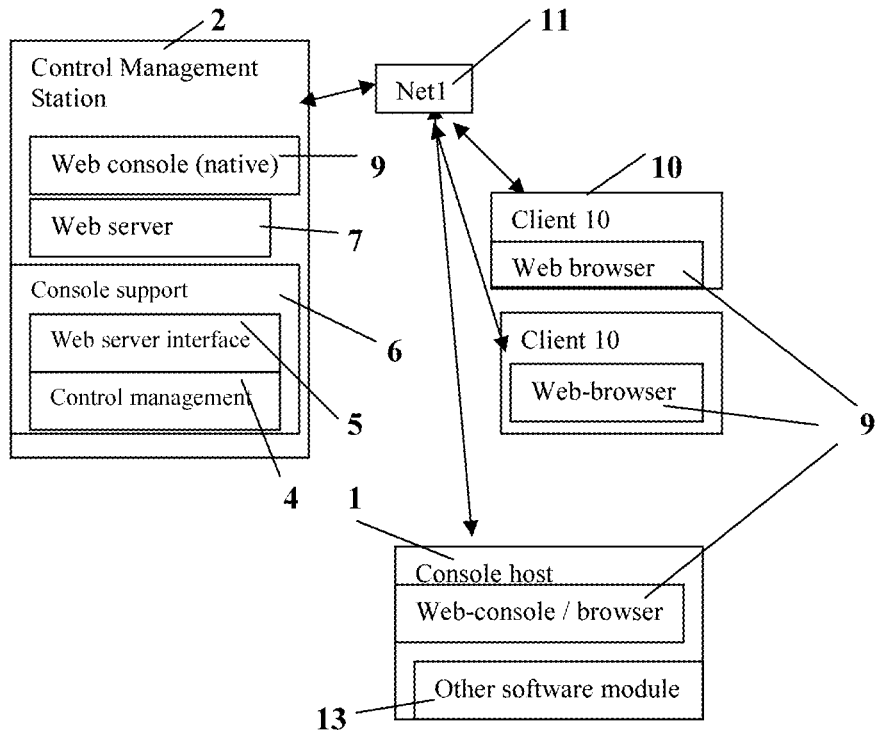 2
Control Management
Station
Web console (native)
9
Web server
7
Console support
6
Web server interface
5
Control management
4
11
Net1
10
Client 10
Web browser
Client 10
Web-browser
9
1
Console host
Web-console / browser
Other software module
13